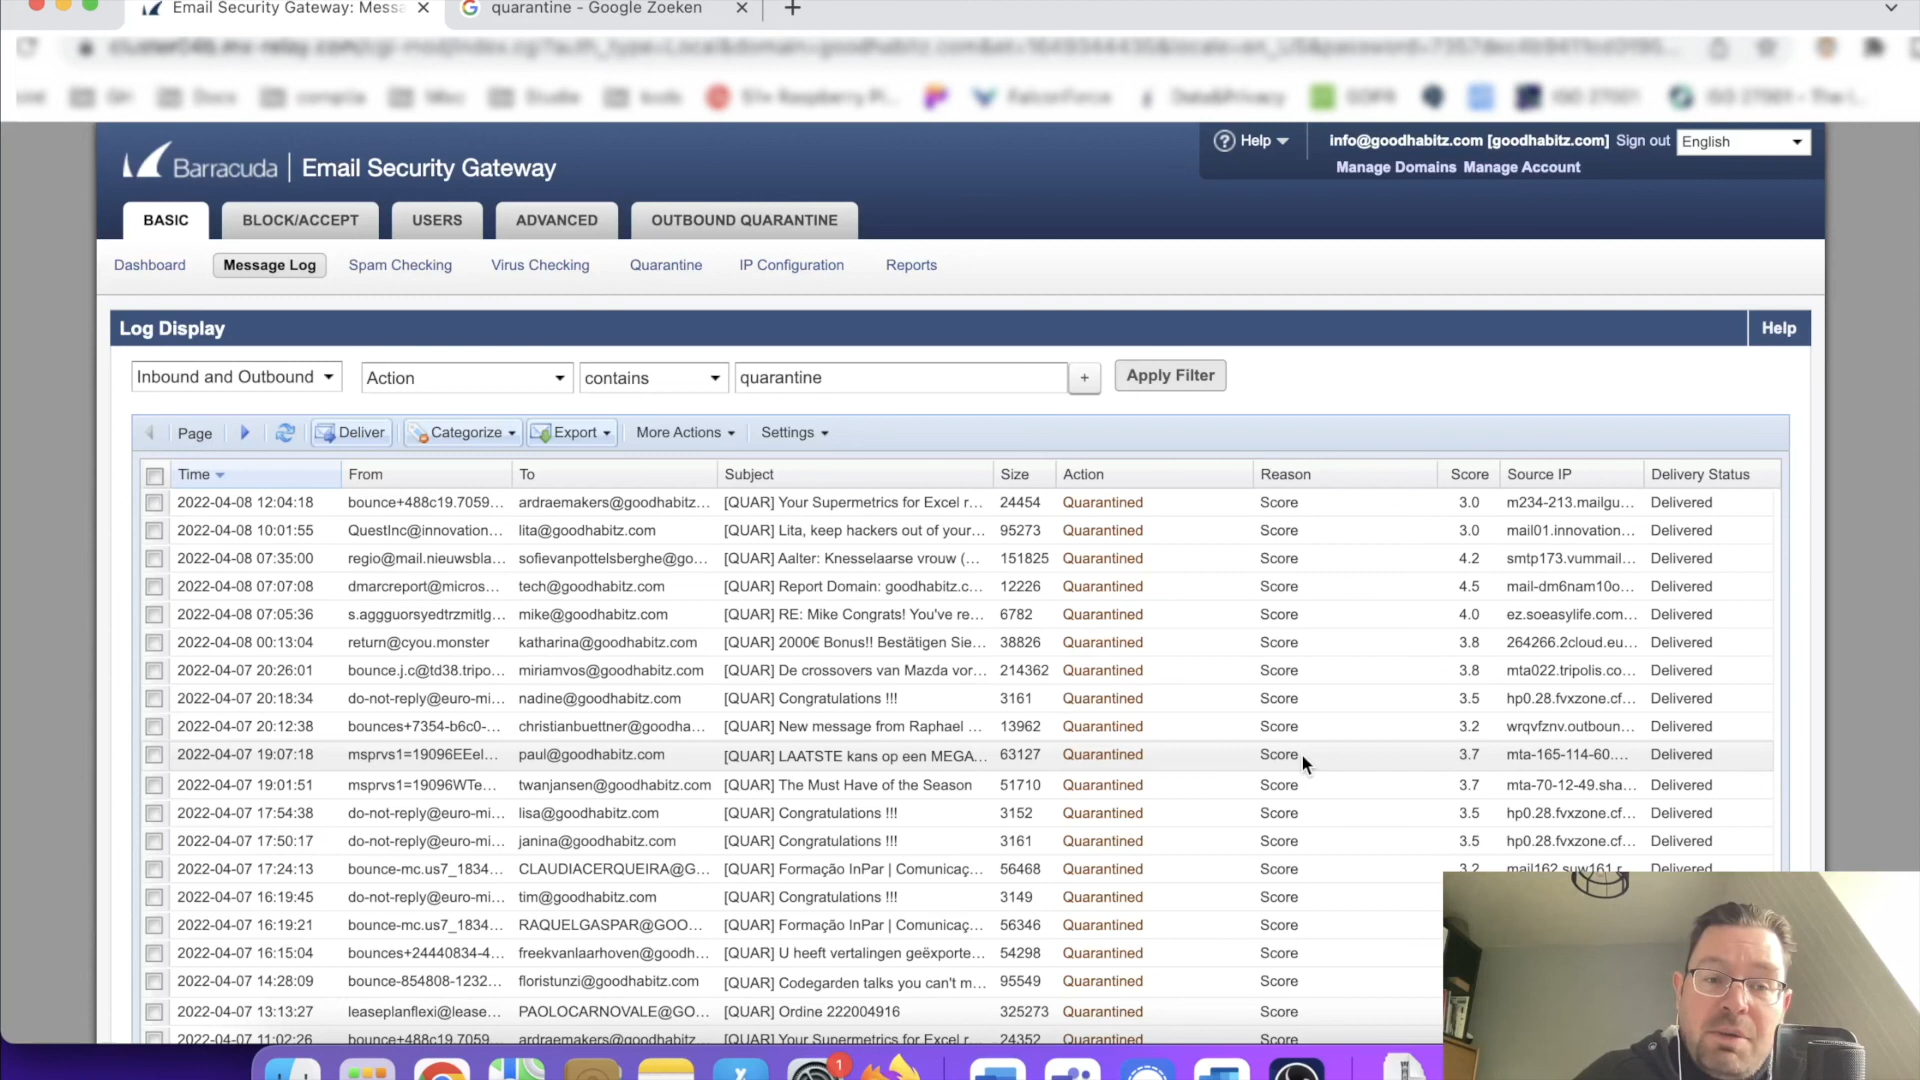 Email Security Gateway: Messa
quarantine - Google Zoeken
Barracuda | Email Security Gateway
Help
info@goodhabitz.com [goodhabitz.com] Sign out English
Manage Domains Manage Account
BASIC BLOCK/ACCEPT USERS ADVANCED OUTBOUND QUARANTINE
Dashboard Message Log Spam Checking Virus Checking Quarantine IP Configuration Reports
Log Display Help
Inbound and Outbound Action contains quarantine + Apply Filter
Page Deliver Categorize Export More Actions Settings
Time From To Subject Size Action Reason Score Source IP Delivery Status
2022-04-08 12:04:18 bounce+488c19.7059... ardraemakers@goodhabitz... [QUAR] Your Supermetrics for Excel r... 24454 Quarantined Score 3.0 m234-213.mailgu... Delivered
2022-04-08 10:01:55 QuestInc@innovation... lita@goodhabitz.com [QUAR] Lita, keep hackers out of your... 95273 Quarantined Score 3.0 mail01.innovation... Delivered
2022-04-08 07:35:00 regio@mail.nieuwsbla... sofievanpottelsberghe@go... [QUAR] Aalter: Knesselaarse vrouw (... 151825 Quarantined Score 4.2 smtp173.vummail... Delivered
2022-04-08 07:07:08 dmarcreport@micros... tech@goodhabitz.com [QUAR] Report Domain: goodhabitz.c... 12226 Quarantined Score 4.5 mail-dm6nam10o... Delivered
2022-04-08 07:05:36 s.aggguorsyedtrzmitlg... mike@goodhabitz.com [QUAR] RE: Mike Congrats! You've re... 6782 Quarantined Score 4.0 ez.soeasylife.com... Delivered
2022-04-08 00:13:04 return@cyou.monster katharina@goodhabitz.com [QUAR] 2000€ Bonus!! Bestätigen Sie... 38826 Quarantined Score 3.8 264266.2cloud.eu... Delivered
2022-04-07 20:26:01 bounce.j.c@td38.tripo... miriamvos@goodhabitz.com [QUAR] De crossovers van Mazda vor... 214362 Quarantined Score 3.8 mta022.tripolis.co... Delivered
2022-04-07 20:18:34 do-not-reply@euro-mi... nadine@goodhabitz.com [QUAR] Congratulations !!! 3161 Quarantined Score 3.5 hp0.28.fvxzone.cf... Delivered
2022-04-07 20:12:38 bounces+7354-b6c0-... christianbuettner@goodha... [QUAR] New message from Raphael ... 13962 Quarantined Score 3.2 wrqvfznv.outboun... Delivered
2022-04-07 19:07:18 msprvs1=19096EEel... paul@goodhabitz.com [QUAR] LAATSTE kans op een MEGA... 63127 Quarantined Score 3.7 mta-165-114-60.... Delivered
2022-04-07 19:01:51 msprvs1=19096WTe... twanjansen@goodhabitz.com [QUAR] The Must Have of the Season 51710 Quarantined Score 3.7 mta-70-12-49.sha... Delivered
2022-04-07 17:54:38 do-not-reply@euro-mi... lisa@goodhabitz.com [QUAR] Congratulations !!! 3152 Quarantined Score 3.5 hp0.28.fvxzone.cf... Delivered
2022-04-07 17:50:17 do-not-reply@euro-mi... janina@goodhabitz.com [QUAR] Congratulations !!! 3161 Quarantined Score 3.5 hp0.28.fvxzone.cf... Delivered
2022-04-07 17:24:13 bounce-mc.us7_1834... CLAUDIACERQUEIRA@G... [QUAR] Formação InPar | Comunicaç... 56468 Quarantined Score 3.2 mail162.suw161.r... Delivered
2022-04-07 16:19:45 do-not-reply@euro-mi... tim@goodhabitz.com [QUAR] Congratulations !!! 3149 Quarantined Score
2022-04-07 16:19:21 bounce-mc.us7_1834... RAQUELGASPAR@GOO... [QUAR] Formação InPar | Comunicaç... 56346 Quarantined Score
2022-04-07 16:15:04 bounces+24440834-4... freekvanlaarhoven@goodh... [QUAR] U heeft vertalingen geëxporte... 54298 Quarantined Score
2022-04-07 14:28:09 bounce-854808-1232... floristunzi@goodhabitz.com [QUAR] Codegarden talks you can't m... 95549 Quarantined Score
2022-04-07 13:13:27 leaseplanflexi@lease... PAOLOCARNOVALE@GO... [QUAR] Ordine 222004916 325273 Quarantined Score
2022-04-07 11:02:26 bounce+488c19.7059... ardraemakers@goodhabitz... [QUAR] Your Supermetrics for Excel r... 24352 Quarantined Score
1